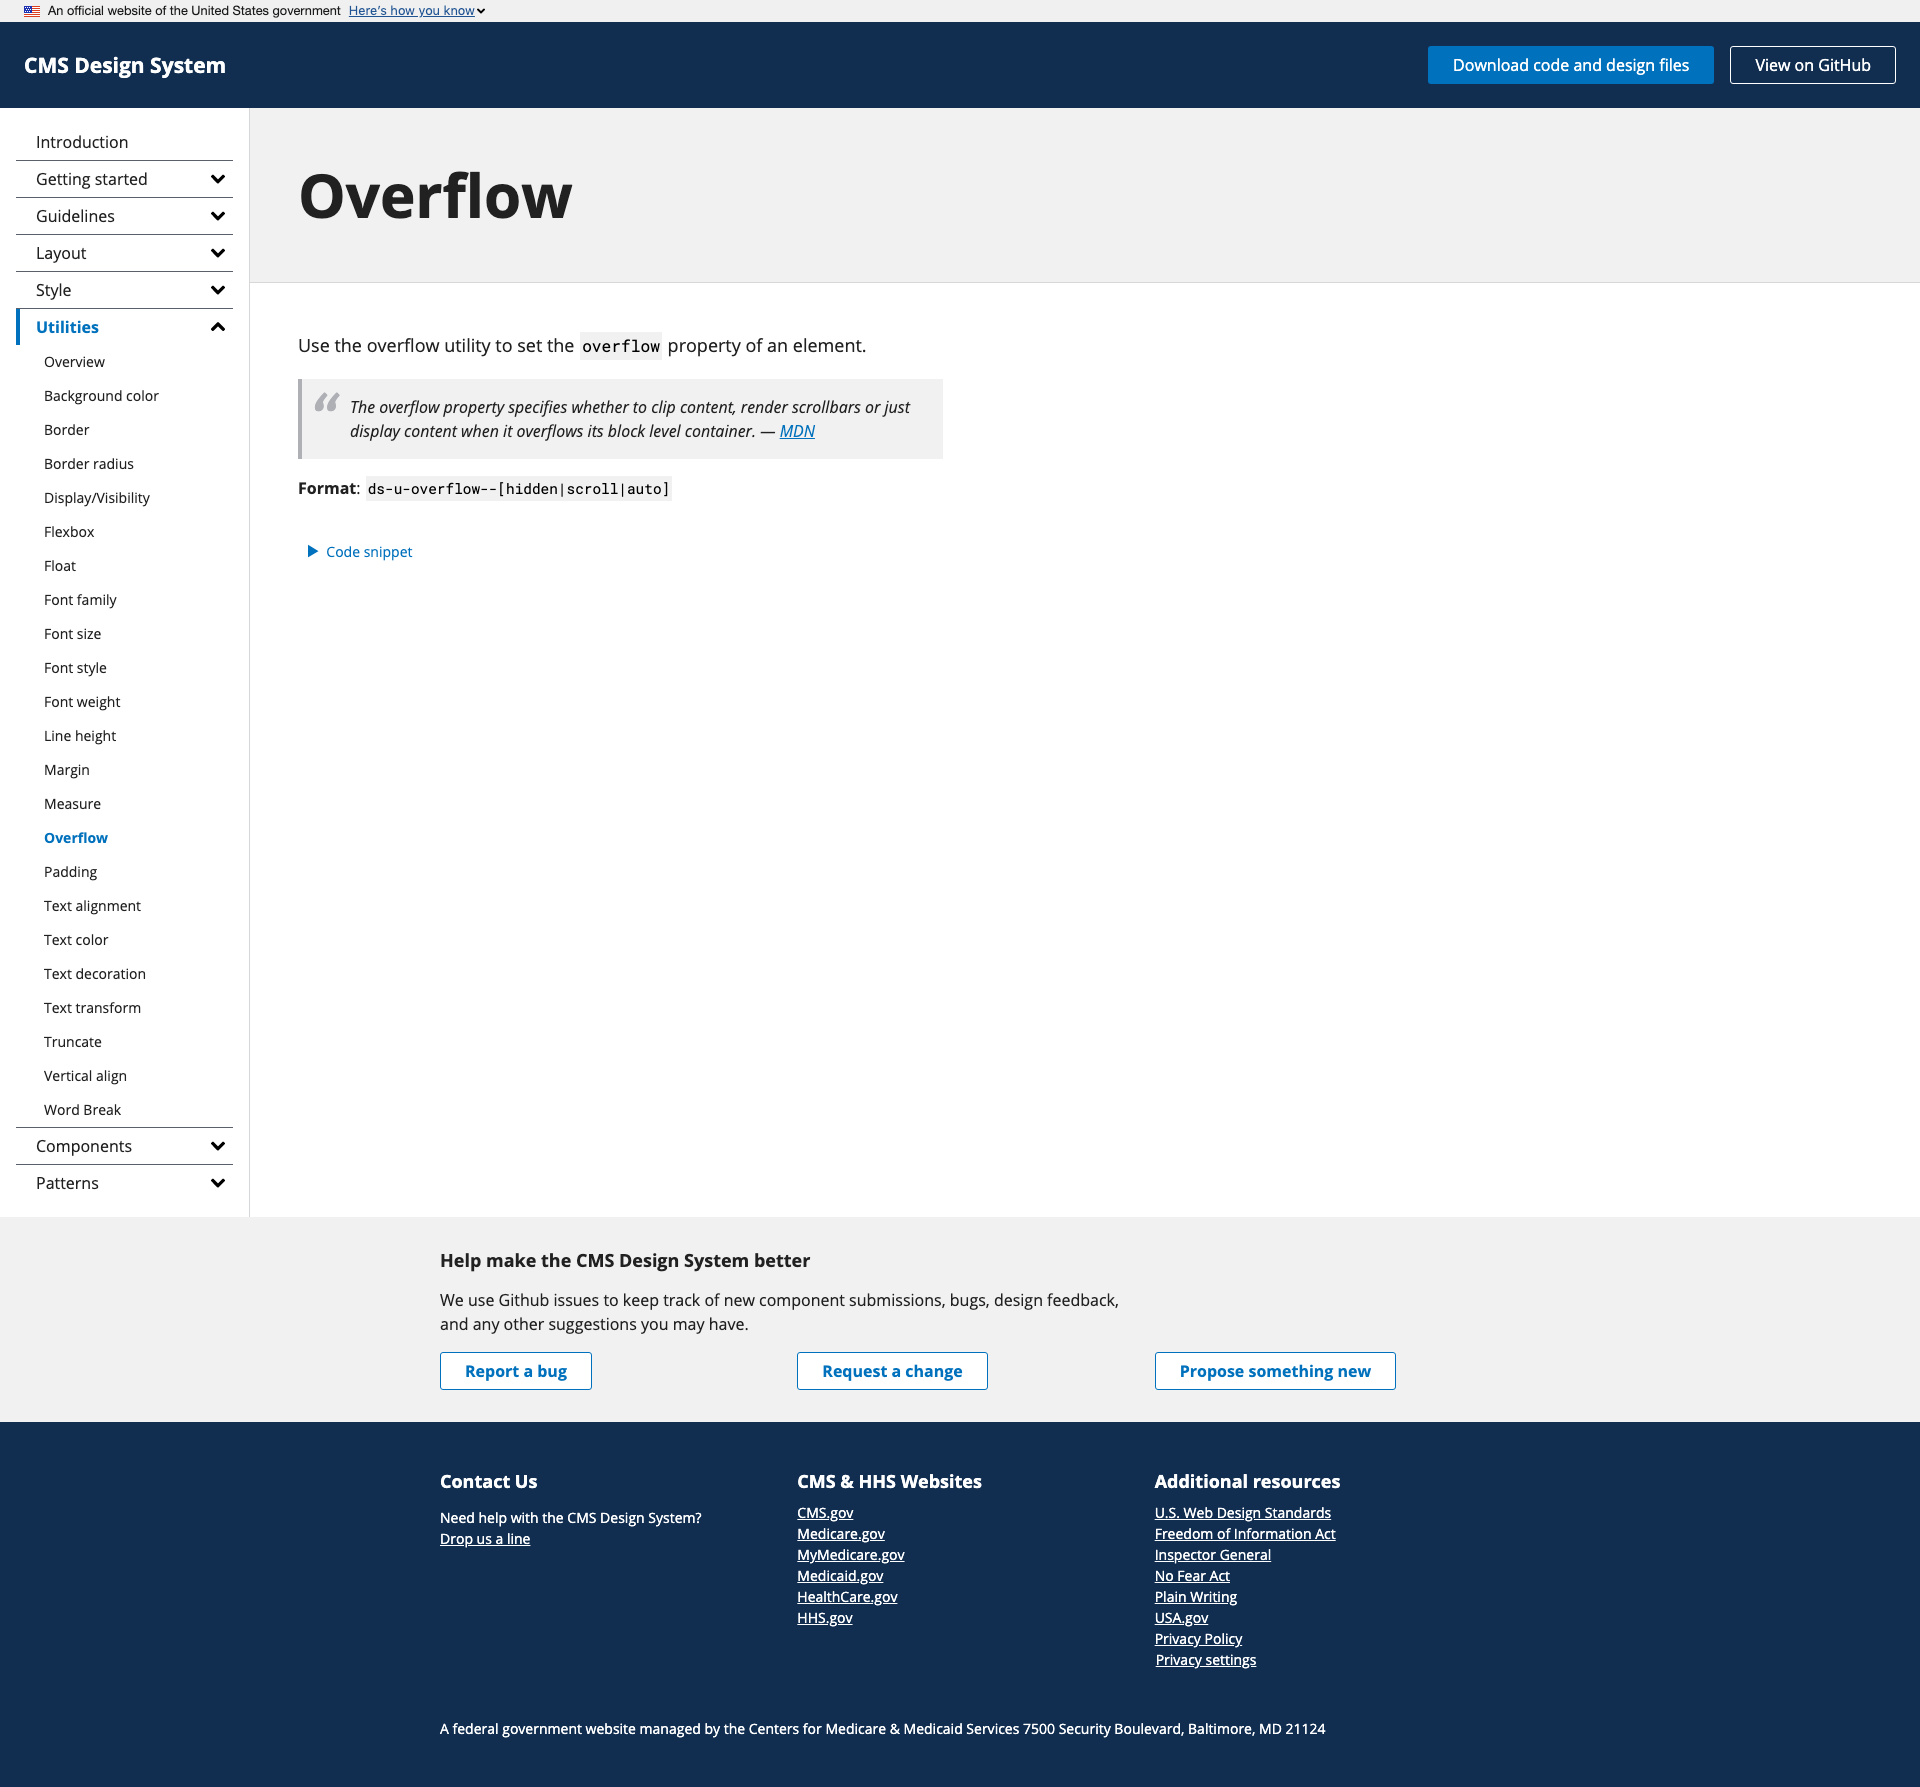 An official website of the United States government Here's how you know
CMS Design System
Download code and design files
View on GitHub
Introduction
Getting started
Guidelines
Layout
Style
Utilities
Overview
Background color
Border
Border radius
Display/Visibility
Flexbox
Float
Font family
Font size
Font style
Font weight
Line height
Margin
Measure
Overflow
Padding
Text alignment
Text color
Text decoration
Text transform
Truncate
Vertical align
Word Break
Components
Patterns
Overflow
Use the overflow utility to set the overflow property of an element.
“ The overflow property specifies whether to clip content, render scrollbars or just
display content when it overflows its block level container. — MDN
Format: ds-u-overflow--[hidden|scroll|auto]
Code snippet
Help make the CMS Design System better
We use Github issues to keep track of new component submissions, bugs, design feedback,
and any other suggestions you may have.
Report a bug
Request a change
Propose something new
Contact Us
Need help with the CMS Design System?
Drop us a line
CMS & HHS Websites
CMS.gov
Medicare.gov
MyMedicare.gov
Medicaid.gov
HealthCare.gov
HHS.gov
Additional resources
U.S. Web Design Standards
Freedom of Information Act
Inspector General
No Fear Act
Plain Writing
USA.gov
Privacy Policy
Privacy settings
A federal government website managed by the Centers for Medicare & Medicaid Services 7500 Security Boulevard, Baltimore, MD 21124